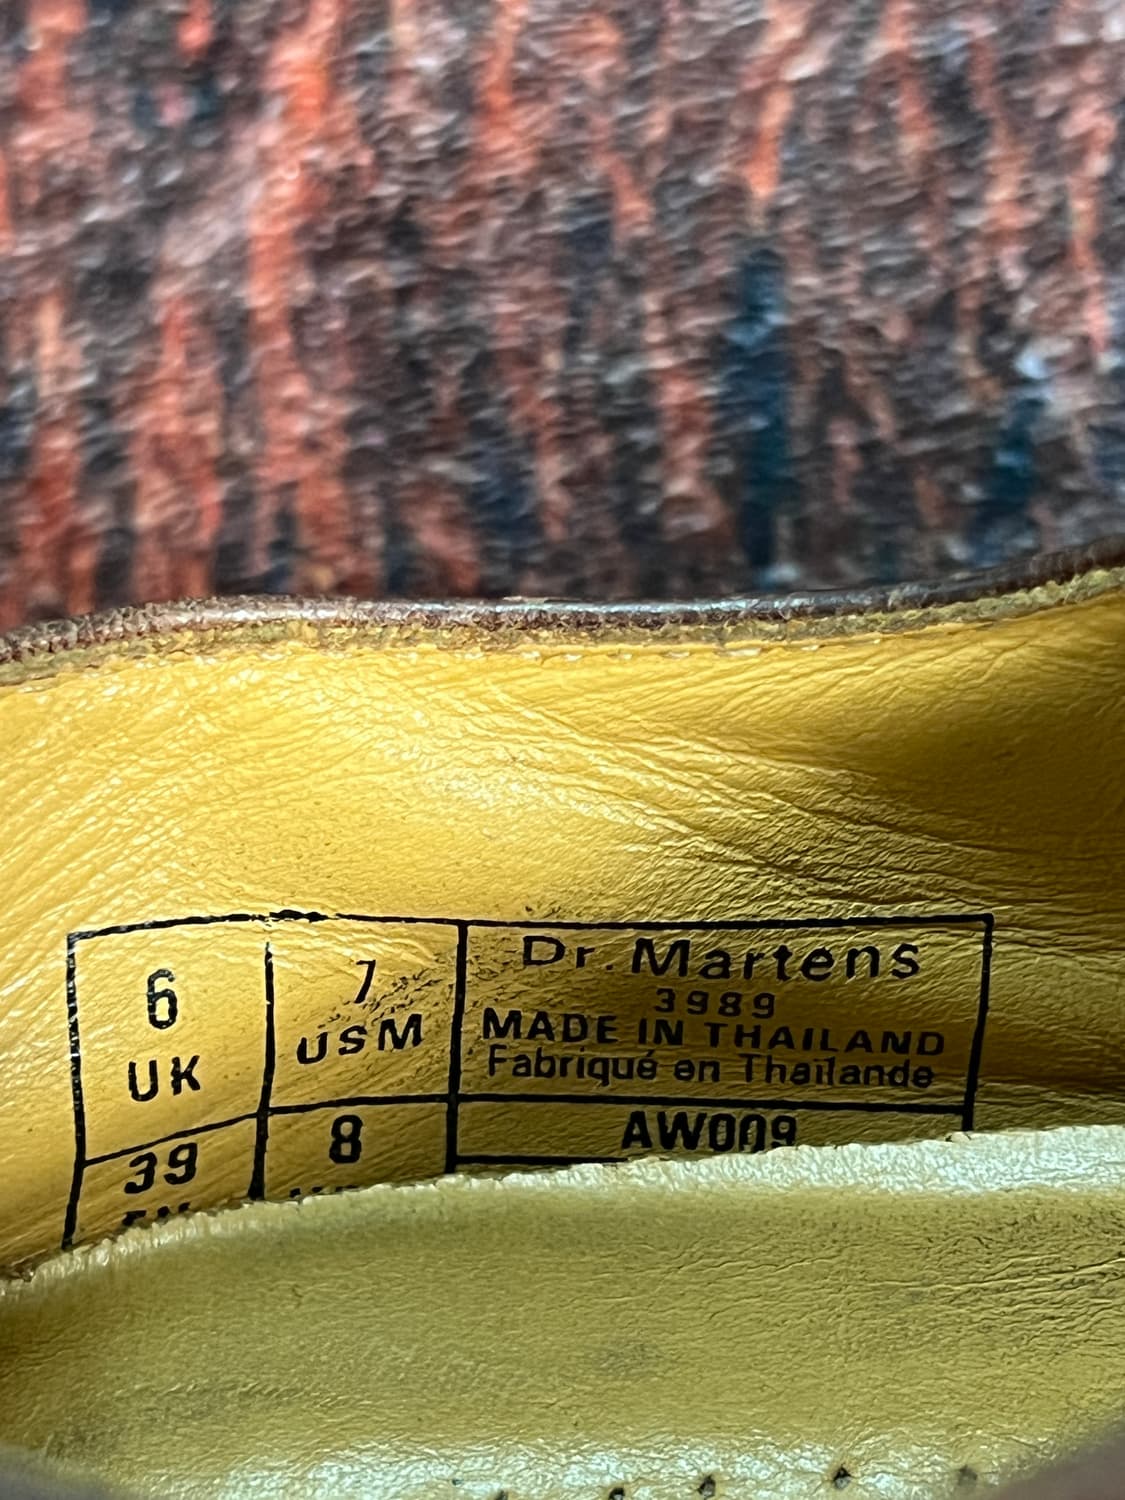 6
UK
7
USM
Dr. Martens
3989
MADE IN THAILAND
Fabriqué en Thaïlande
39
8
AW009